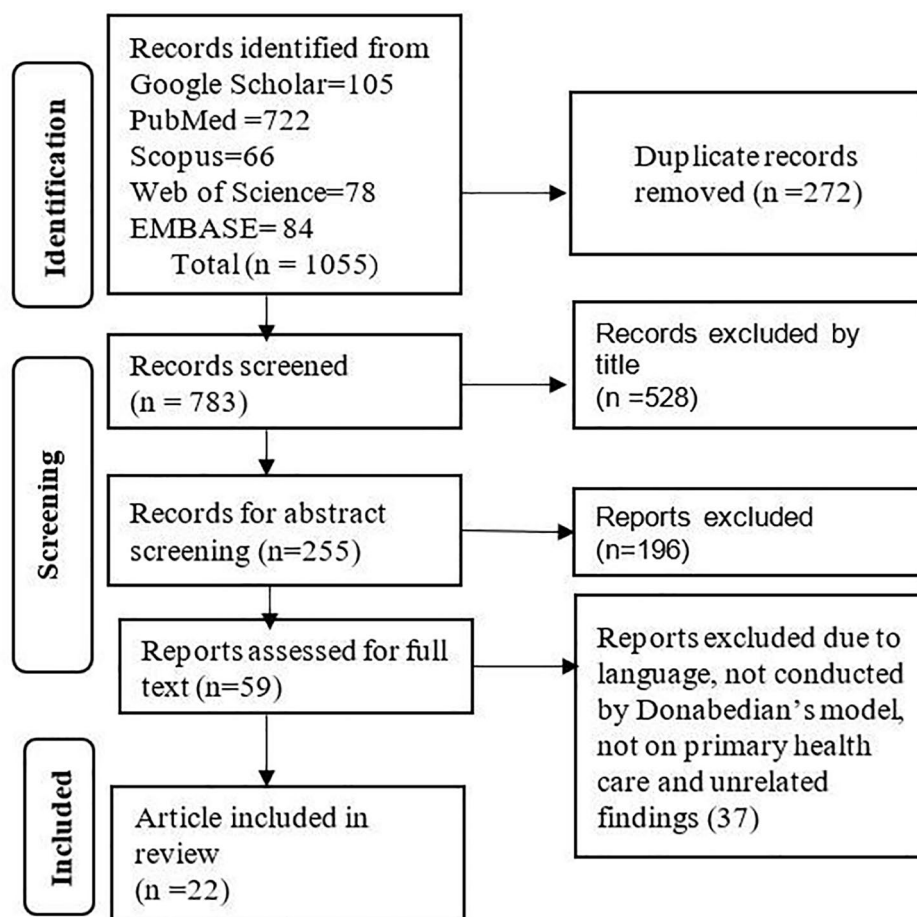 Identification
Records identified from
Google Scholar=105
PubMed =722
Scopus=66
Web of Science=78
EMBASE= 84
Total (n = 1055)
Duplicate records
removed (n =272)
Screening
Records screened
(n = 783)
Records excluded by
title
(n =528)
Records for abstract
screening (n=255)
Reports excluded
(n=196)
Reports assessed for full
text (n=59)
Reports excluded due to
language, not conducted
by Donabedian’s model,
not on primary health
care and unrelated
findings (37)
Included
Article included in
review
(n =22)